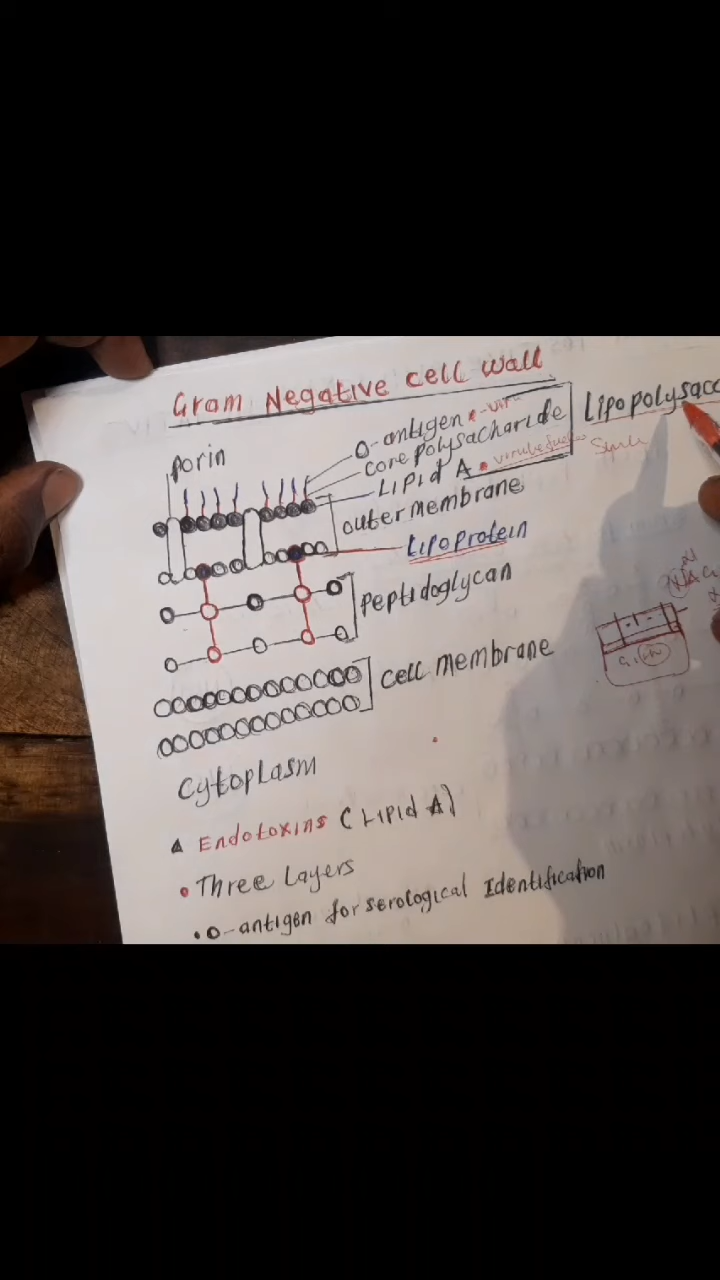 Gram Negative cell wall
porin
O-antigen
core polysacharide
Lipopolysacc
Lipid A
outer membrane
Lipoprotein
peptidoglycan
cell membrane
cytoplasm
Endotoxins (Lipid A)
• Three Layers
• O-antigen for serological Identification